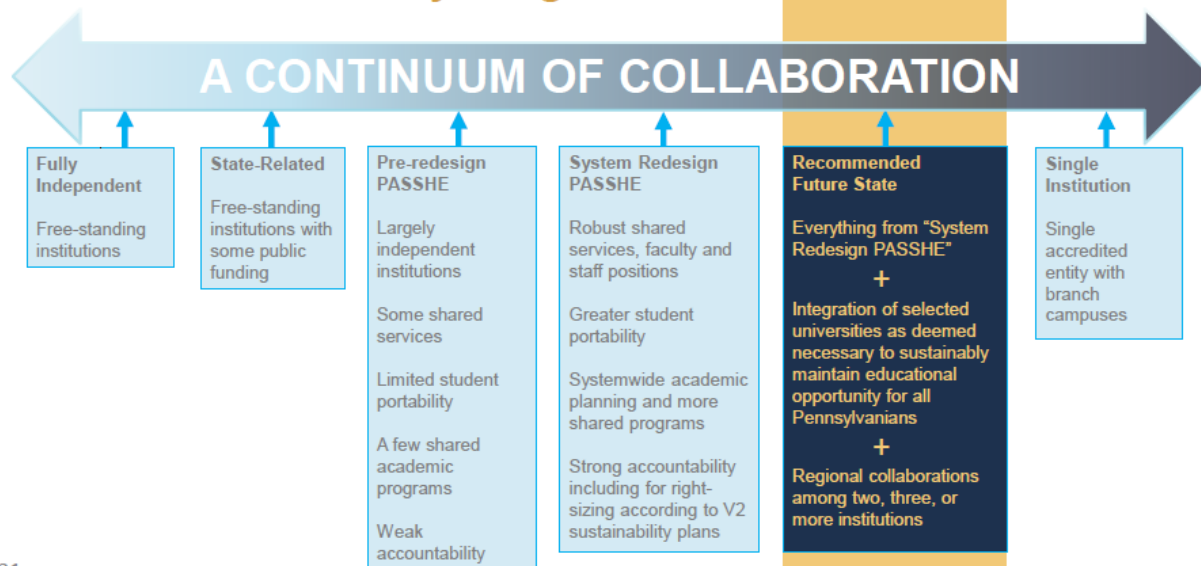 A CONTINUUM OF COLLABORATION
Fully
Independent
Free-standing
institutions
State-Related
Free-standing
institutions with
some public
funding
Pre-redesign
PASSHE
Largely
independent
institutions
Some shared
services
Limited student
portability
A few shared
academic
programs
Weak
accountability
System Redesign
PASSHE
Robust shared
services, faculty and
staff positions
Greater student
portability
Systemwide academic
planning and more
shared programs
Strong accountability
including for right-
sizing according to V2
sustainability plans
Recommended
Future State
Everything from “System
Redesign PASSHE”
+
Integration of selected
universities as deemed
necessary to sustainably
maintain educational
opportunity for all
Pennsylvanians
+
Regional collaborations
among two, three, or
more institutions
Single
Institution
Single
accredited
entity with
branch
campuses